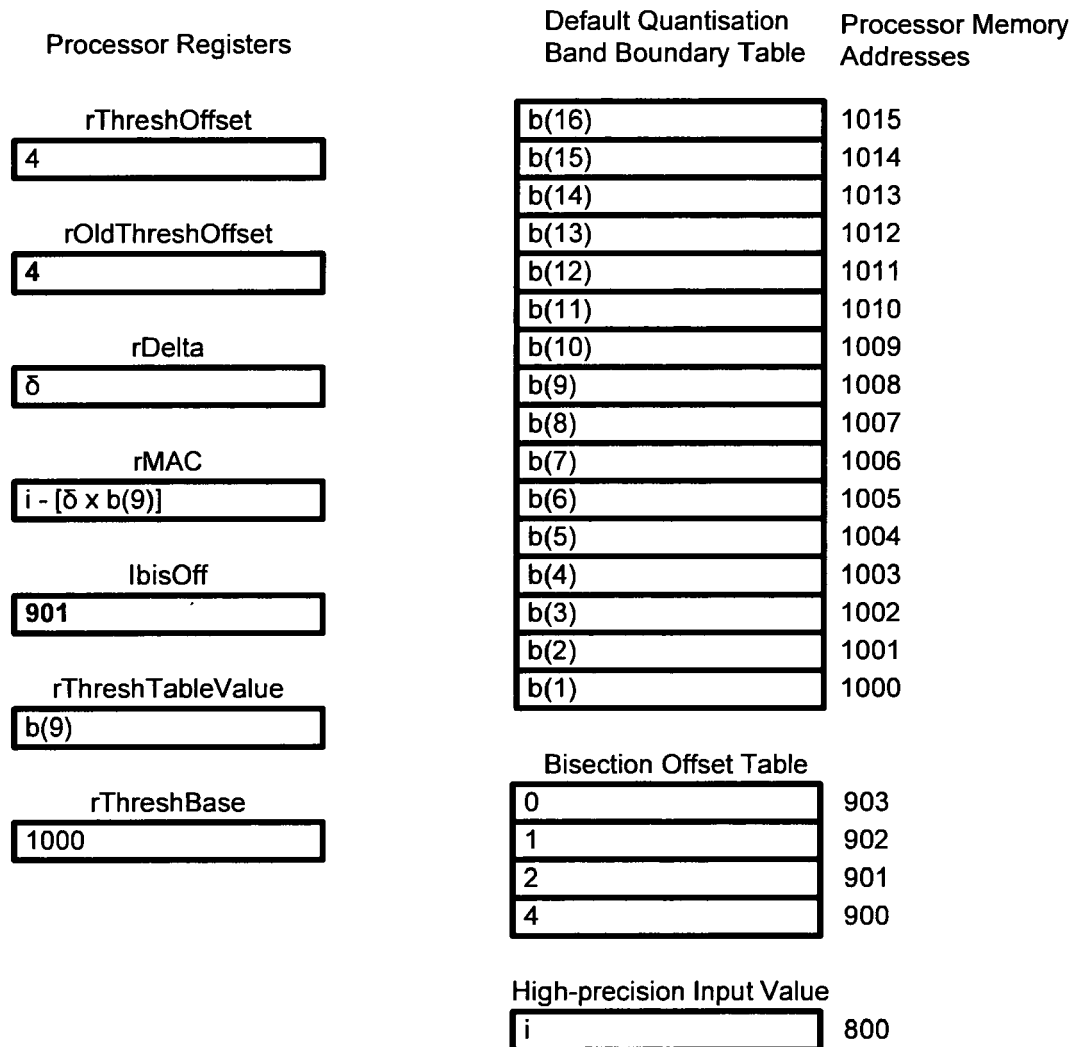 Processor Registers
rThreshOffset
4
rOldThreshOffset
4
rDelta
δ
rMAC
i - [δ x b(9)]
IbisOff
901
rThreshTableValue
b(9)
rThreshBase
1000
Default Quantisation
Band Boundary Table
Processor Memory
Addresses
b(16) 1015
b(15) 1014
b(14) 1013
b(13) 1012
b(12) 1011
b(11) 1010
b(10) 1009
b(9) 1008
b(8) 1007
b(7) 1006
b(6) 1005
b(5) 1004
b(4) 1003
b(3) 1002
b(2) 1001
b(1) 1000
Bisection Offset Table
0 903
1 902
2 901
4 900
High-precision Input Value
i 800